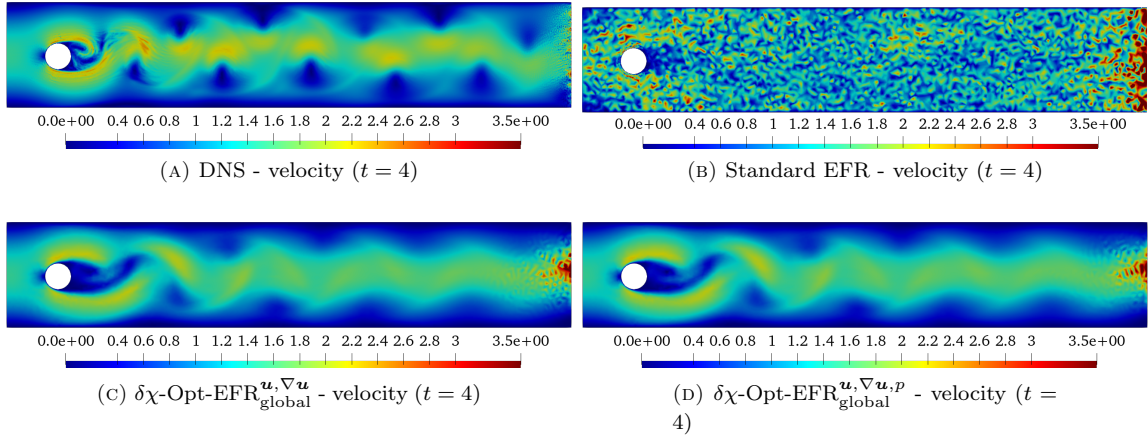 0.0e+00 0.4 0.6 0.8 1 1.2 1.4 1.6 1.8 2 2.2 2.4 2.6 2.8 3 3.5e+00
(A) DNS - velocity (t = 4)
0.0e+00 0.4 0.6 0.8 1 1.2 1.4 1.6 1.8 2 2.2 2.4 2.6 2.8 3 3.5e+00
(B) Standard EFR - velocity (t = 4)
0.0e+00 0.4 0.6 0.8 1 1.2 1.4 1.6 1.8 2 2.2 2.4 2.6 2.8 3 3.5e+00
(C) δχ-Opt-EFR^{u,∇u}_{global} - velocity (t = 4)
0.0e+00 0.4 0.6 0.8 1 1.2 1.4 1.6 1.8 2 2.2 2.4 2.6 2.8 3 3.5e+00
(D) δχ-Opt-EFR^{u,∇u,p}_{global} - velocity (t =
4)